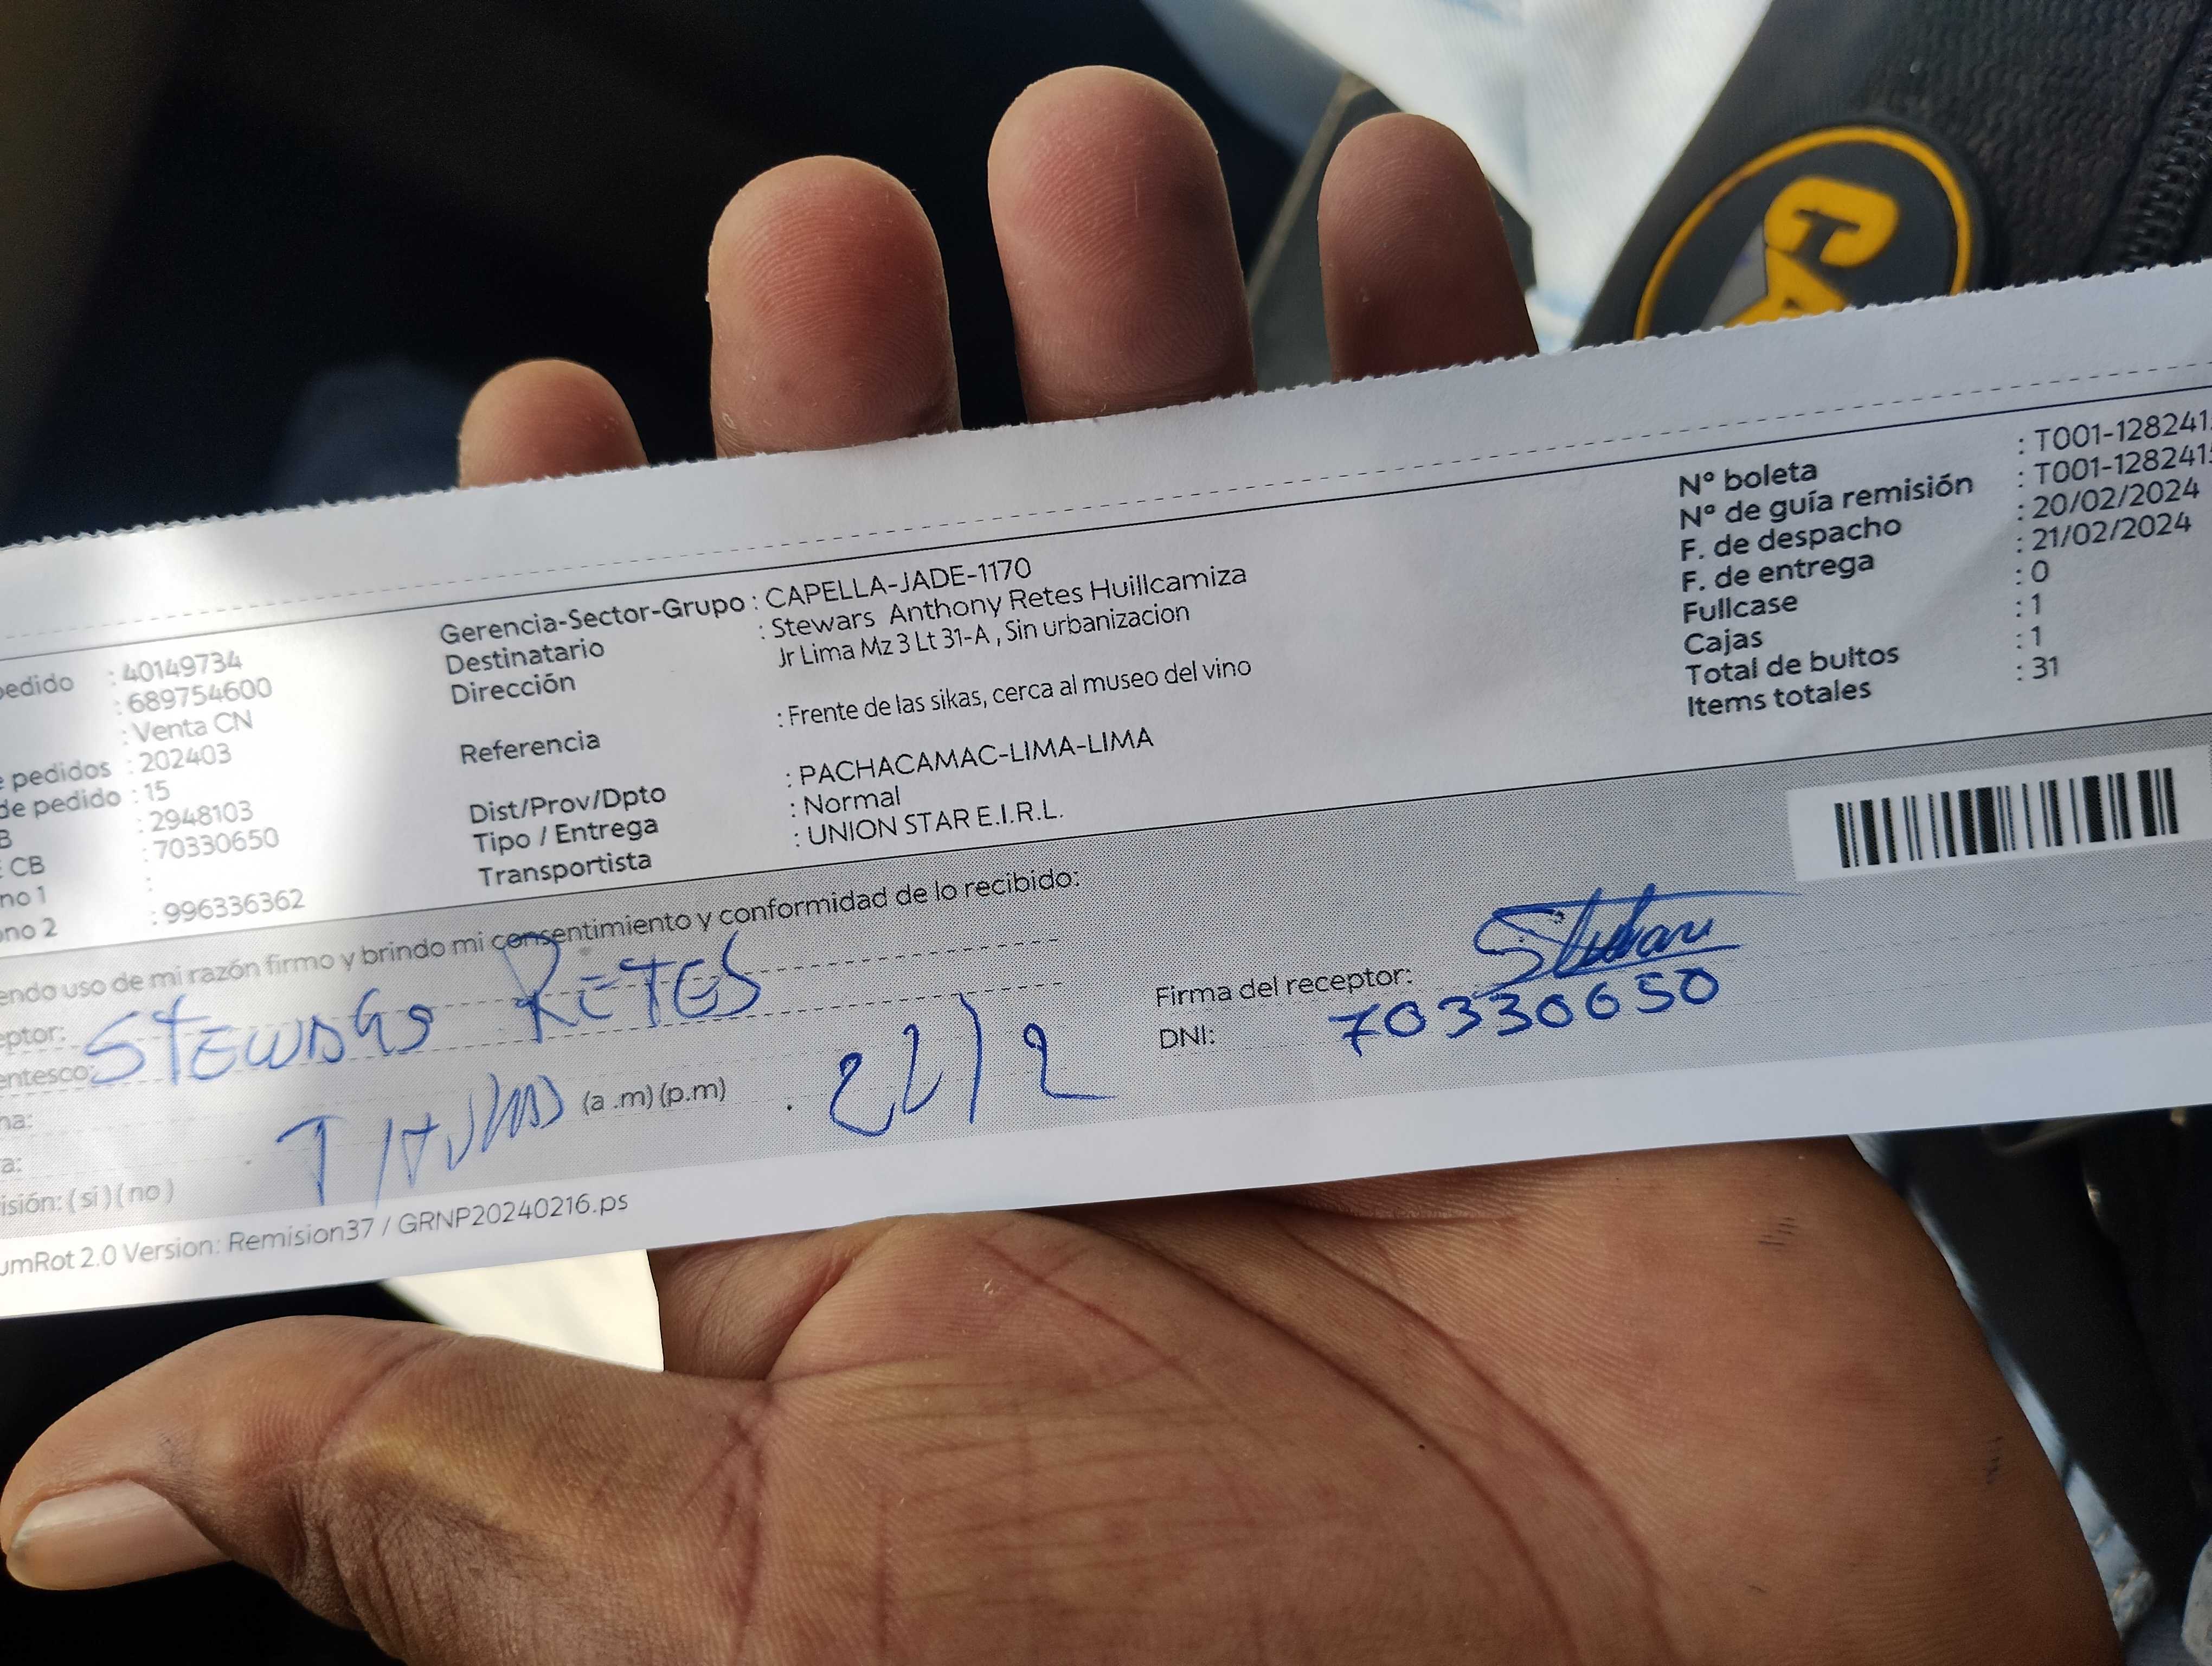 CA
edido : 40149734
: 689754600
: Venta CN
e pedidos : 202403
de pedido : 15
B : 2948103
E CB : 70330650
no 1 :
ono 2 : 996336362
Gerencia-Sector-Grupo : CAPELLA-JADE-1170
Destinatario : Stewars Anthony Retes Huillcamiza
Dirección Jr Lima Mz 3 Lt 31-A , Sin urbanizacion
Referencia : Frente de las sikas, cerca al museo del vino
Dist/Prov/Dpto : PACHACAMAC-LIMA-LIMA
Tipo / Entrega : Normal
Transportista : UNION STAR E.I.R.L.
Nº boleta : T001-128241
Nº de guía remisión : T001-128241
F. de despacho : 20/02/2024
F. de entrega : 21/02/2024
Fullcase : 0
Cajas : 1
Total de bultos : 1
Items totales : 31
endo uso de mi razón firmo y brindo mi consentimiento y conformidad de lo recibido:
eptor: STEWARS RETES
entesco:
na:
a: (a .m) (p.m) 22/2
isión: ( si ) ( no )
Firma del receptor: Stewars
DNI: 70330650
umRot 2.0 Version: Remision37 / GRNP20240216.ps